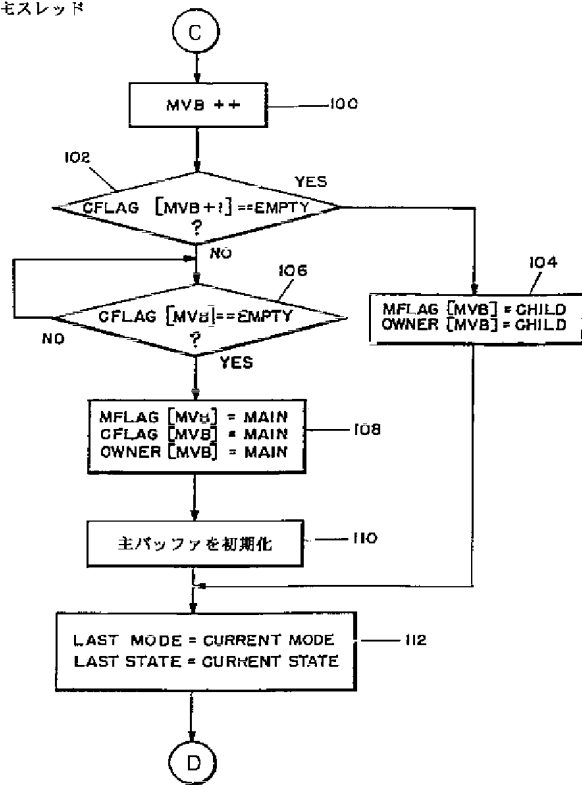 モスレッド
C
MVB ++
100
102
YES
CFLAG [MVB+1]==EMPTY
?
NO
104
106
MFLAG [MVB] = CHILD
OWNER [MVB] = CHILD
CFLAG [MVB]==EMPTY
?
NO
YES
MFLAG [MVB] = MAIN
CFLAG [MVB] = MAIN
OWNER [MVB] = MAIN
108
主バッファを初期化
110
LAST MODE = CURRENT MODE
LAST STATE = CURRENT STATE
112
D